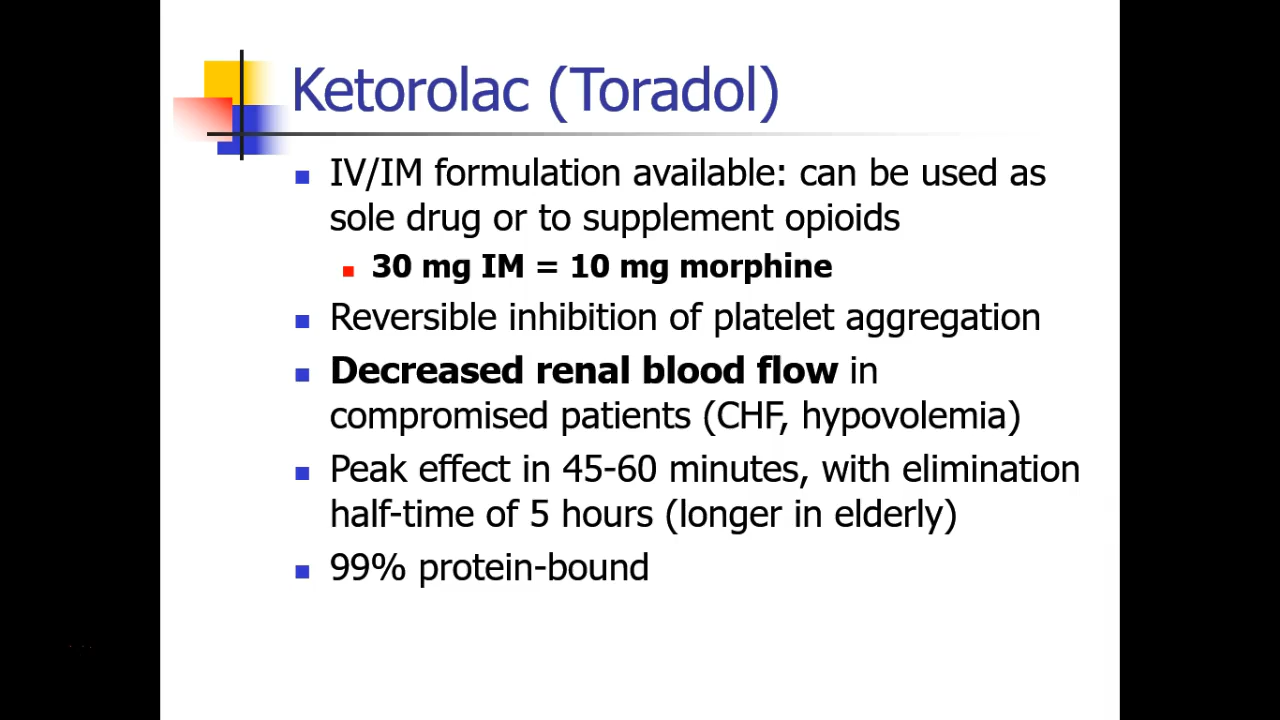 Ketorolac (Toradol)
IV/IM formulation available: can be used as
sole drug or to supplement opioids
30 mg IM = 10 mg morphine
Reversible inhibition of platelet aggregation
Decreased renal blood flow in
compromised patients (CHF, hypovolemia)
Peak effect in 45-60 minutes, with elimination
half-time of 5 hours (longer in elderly)
99% protein-bound